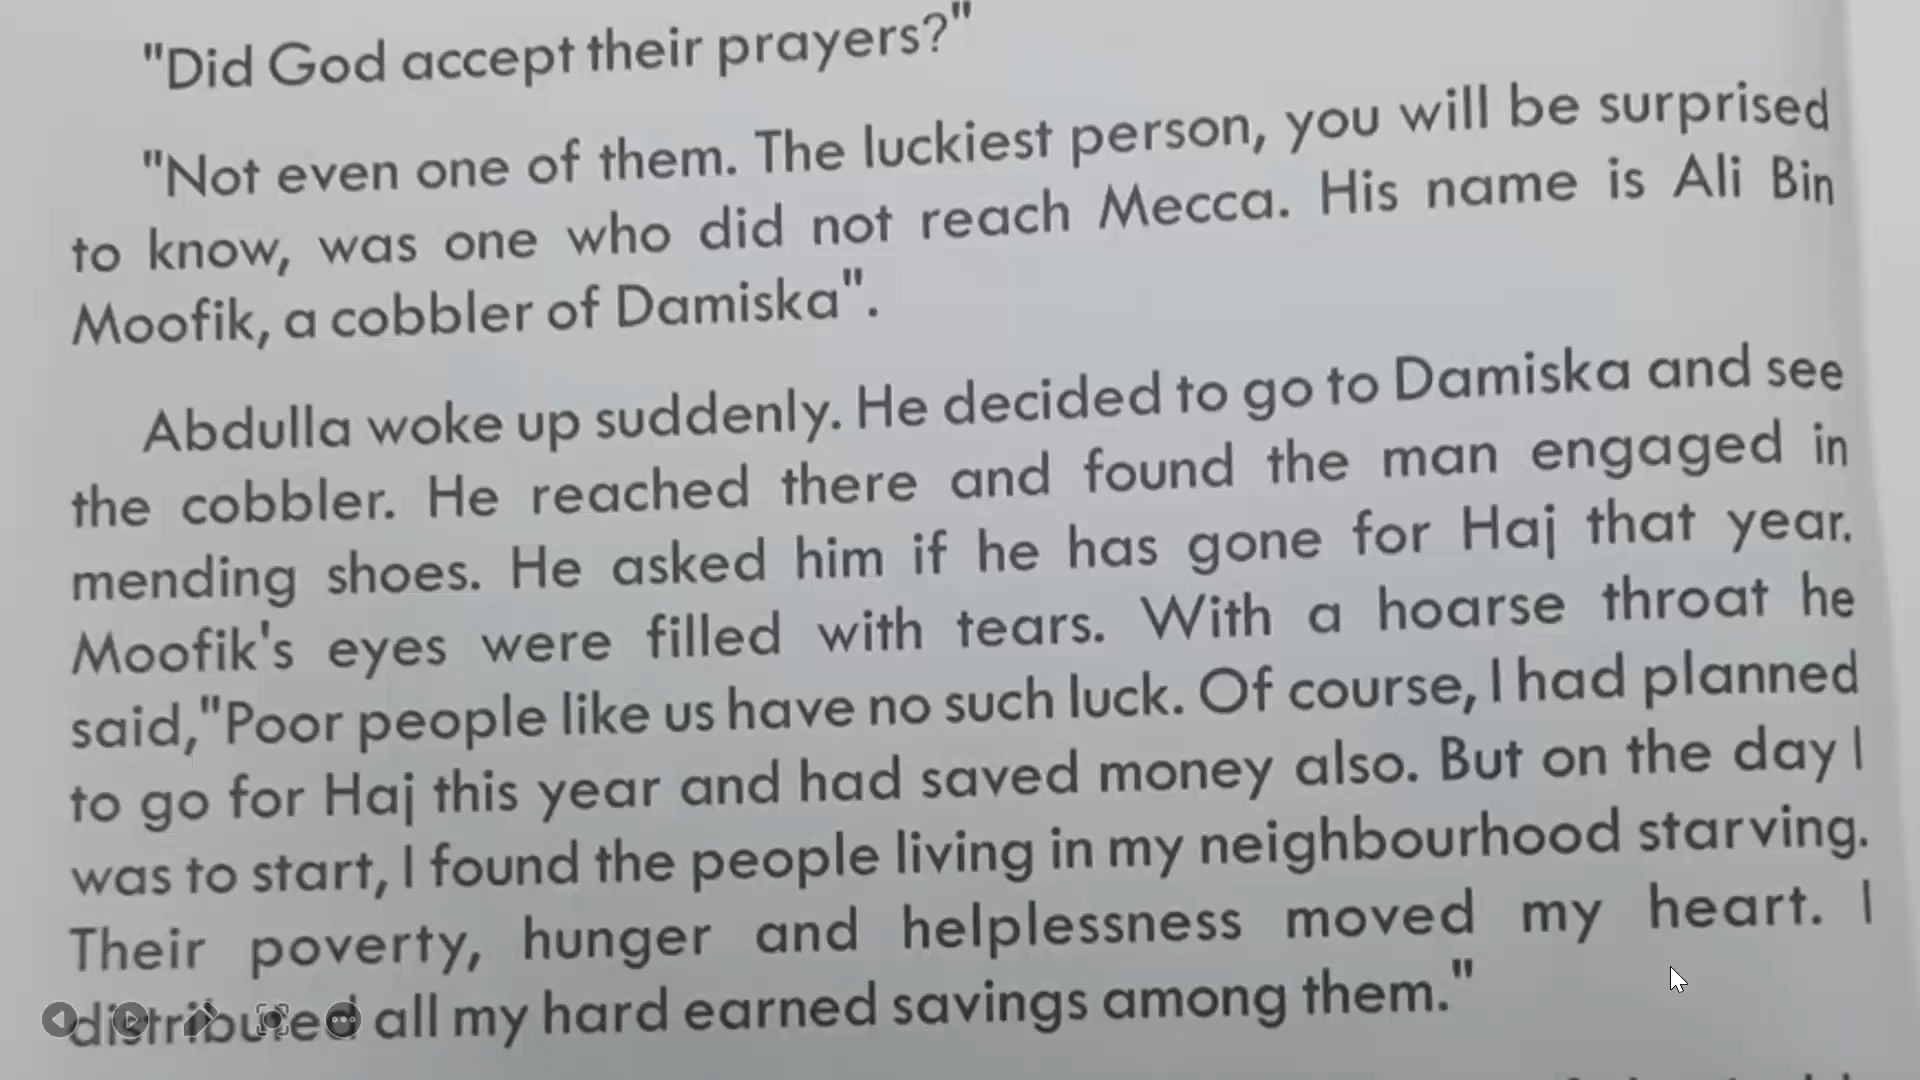 "Did God accept their prayers?"
"Not even one of them. The luckiest person, you will be surprised
to know, was one who did not reach Mecca. His name is Ali Bin
Moofik, a cobbler of Damiska".
Abdulla woke up suddenly. He decided to go to Damiska and see
the cobbler. He reached there and found the man engaged in
mending shoes. He asked him if he has gone for Haj that year.
Moofik's eyes were filled with tears. With a hoarse throat he
said,"Poor people like us have no such luck. Of course, I had planned
to go for Haj this year and had saved money also. But on the day I
was to start, I found the people living in my neighbourhood starving.
Their poverty, hunger and helplessness moved my heart. I
distributed all my hard earned savings among them."